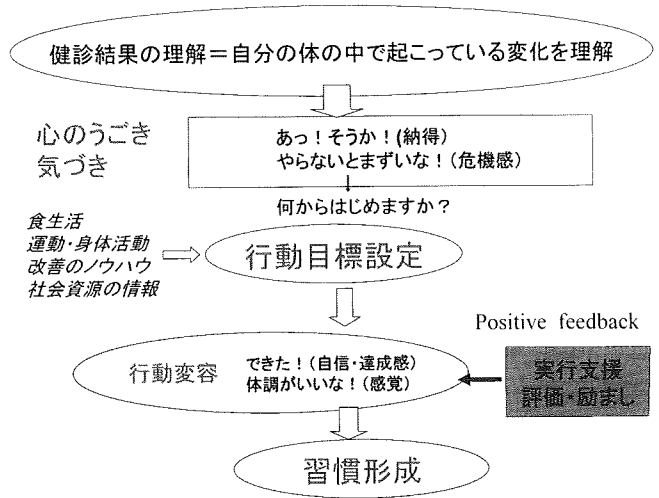 健診結果の理解＝自分の体の中で起こっている変化を理解
心のうごき
気づき
あっ！そうか！(納得)
やらないとまずいな！(危機感)
何からはじめますか？
食生活
運動・身体活動
改善のノウハウ
社会資源の情報
行動目標設定
Positive feedback
行動変容
できた！(自信・達成感)
体調がいいな！(感覚)
実行支援
評価・励まし
習慣形成